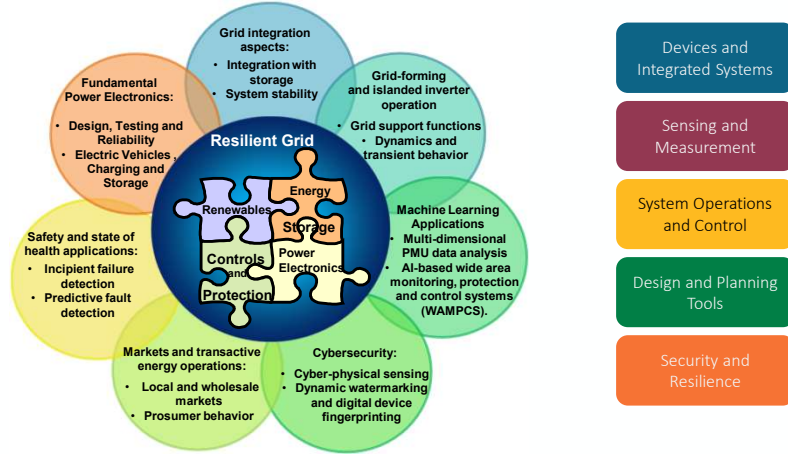 Grid integration
aspects:
• Integration with
storage
• System stability
Grid-forming
and islanded inverter
operation
• Grid support functions
• Dynamics and
transient behavior
Machine Learning
Applications
• Multi-dimensional
PMU data analysis
• AI-based wide area
monitoring, protection
and control systems
(WAMPCS).
Cybersecurity:
• Cyber-physical sensing
• Dynamic watermarking
and digital device
fingerprinting
Markets and transactive
energy operations:
• Local and wholesale
markets
• Prosumer behavior
Safety and state of
health applications:
• Incipient failure
detection
• Predictive fault
detection
Fundamental
Power Electronics:
• Design, Testing and
Reliability
• Electric Vehicles ,
Charging and
Storage
Resilient Grid
Renewables
Energy
Storage
Controls
and
Protection
Power
Electronics
Devices and
Integrated Systems
Sensing and
Measurement
System Operations
and Control
Design and Planning
Tools
Security and
Resilience